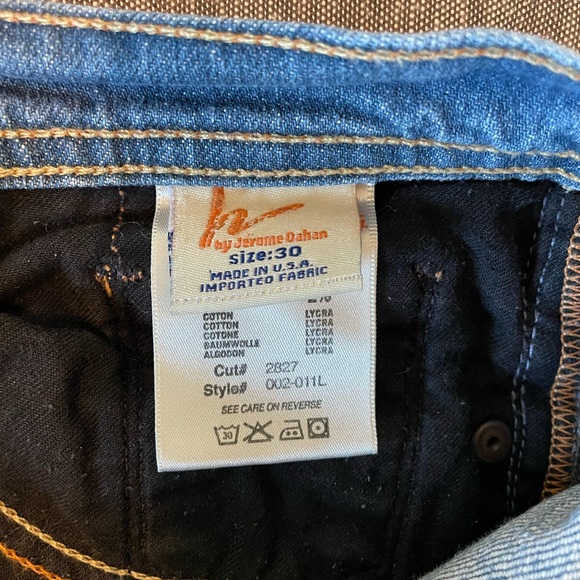 by Jerome Dahan
Size:30
MADE IN U.S.A.
IMPORTED FABRIC
COTON LYCRA
COTTON LYCRA
COTONE LYCRA
BAUMWOLLE LYCRA
ALGODON LYCRA
Cut# 2827
Style# 002-011L
SEE CARE ON REVERSE
30